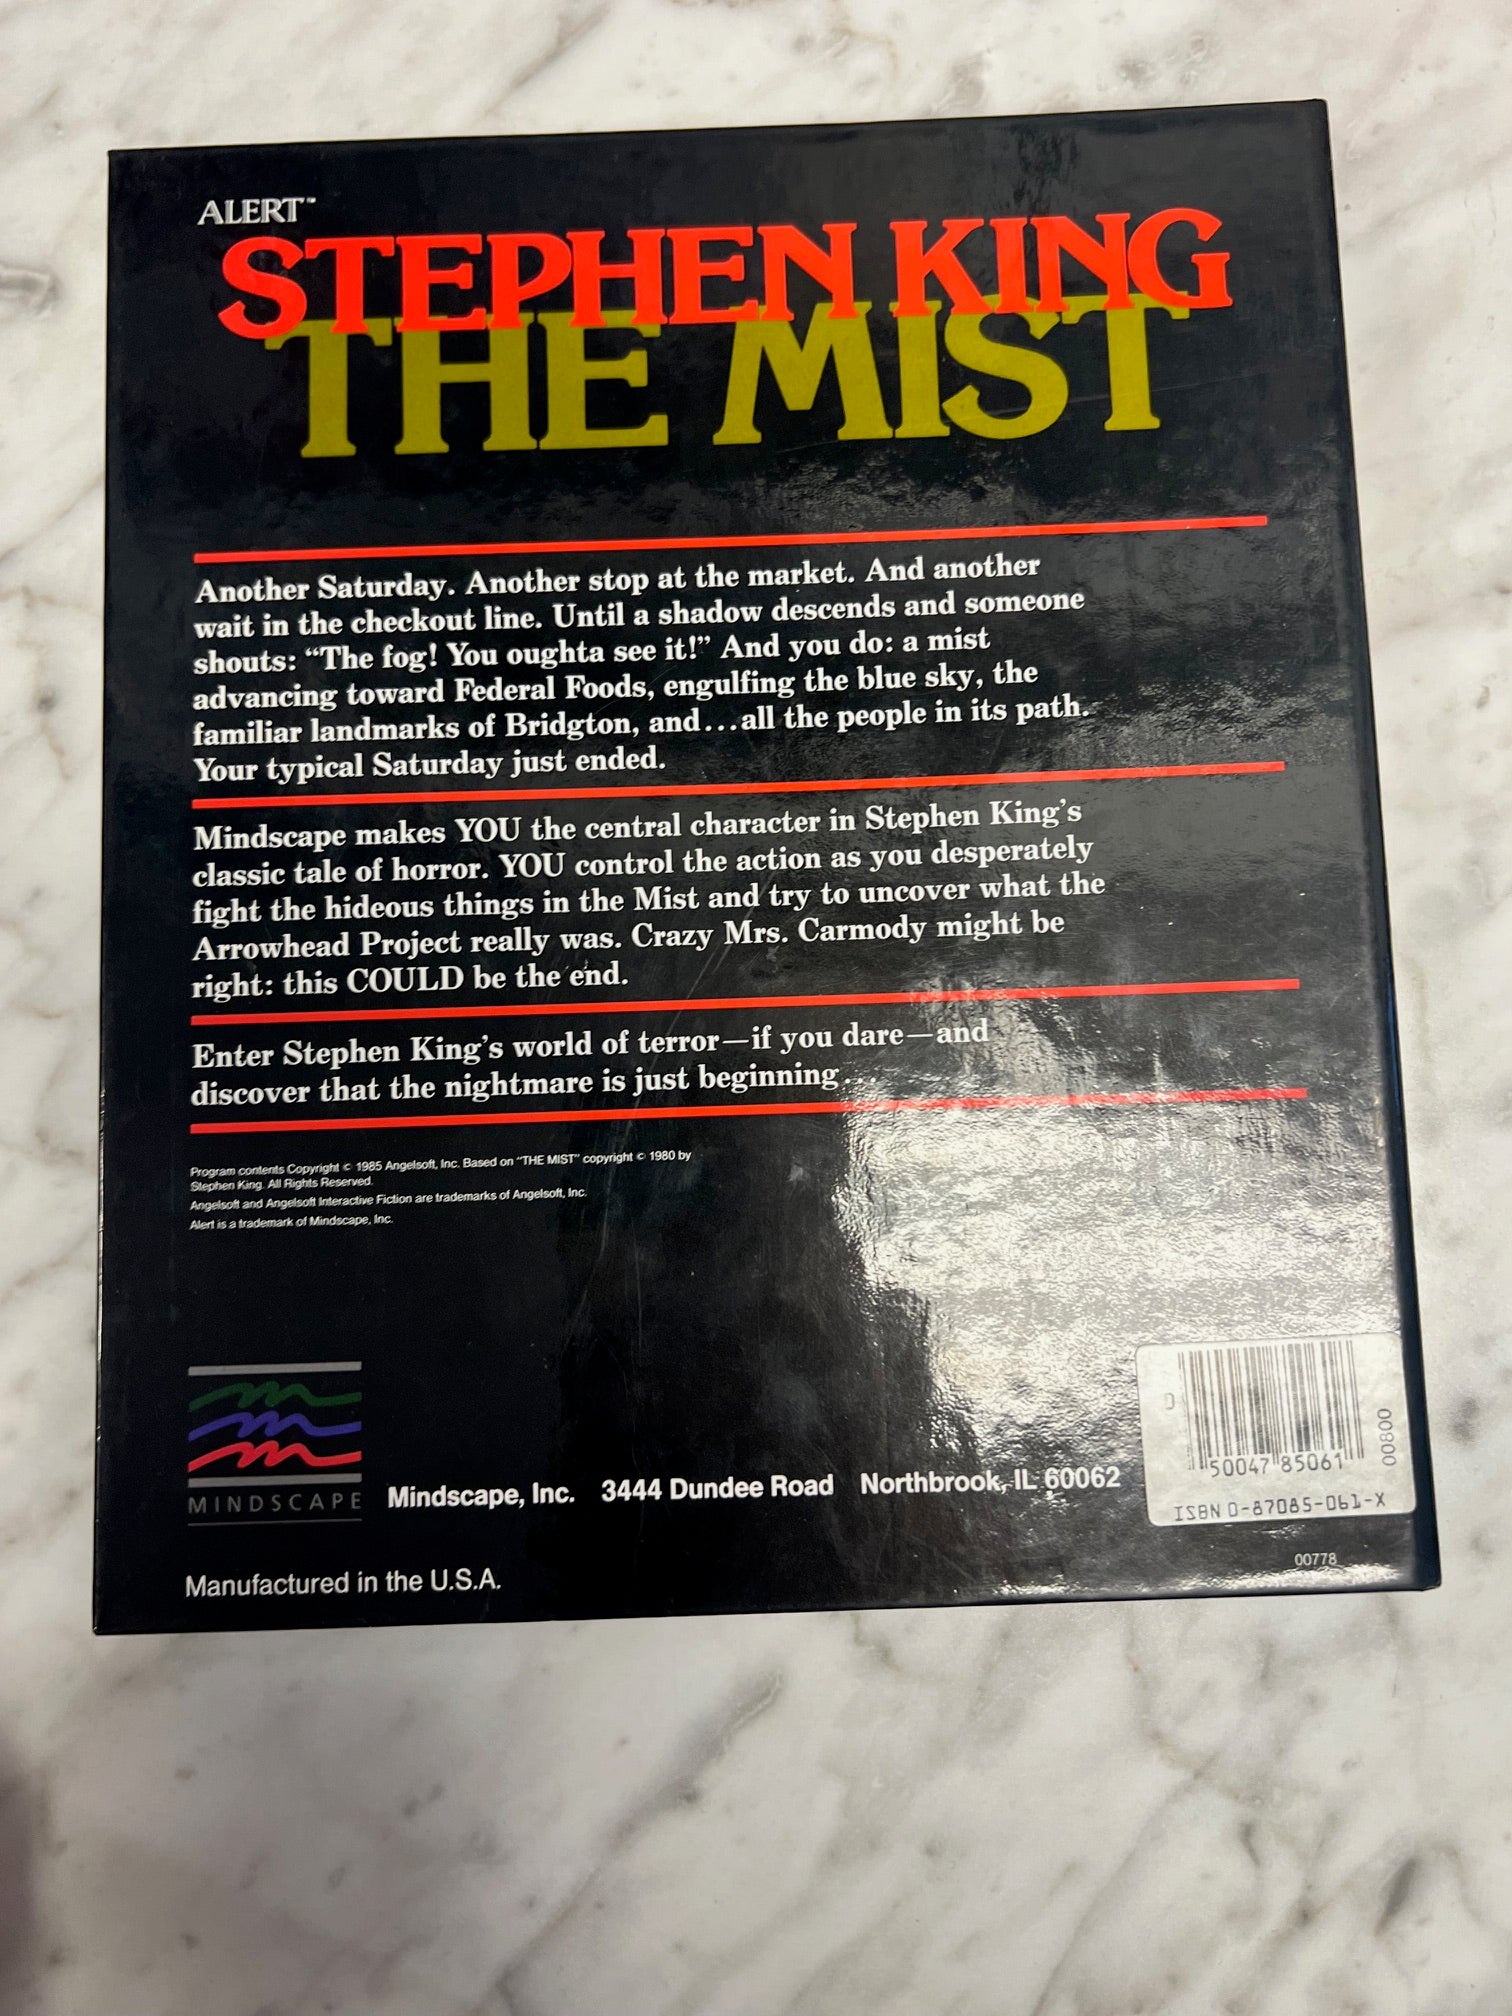 ALERT™
STEPHEN KING
THE MIST
Another Saturday. Another stop at the market. And another
wait in the checkout line. Until a shadow descends and someone
shouts: “The fog! You oughta see it!” And you do: a mist
advancing toward Federal Foods, engulfing the blue sky, the
familiar landmarks of Bridgton, and...all the people in its path.
Your typical Saturday just ended.
Mindscape makes YOU the central character in Stephen King’s
classic tale of horror. YOU control the action as you desperately
fight the hideous things in the Mist and try to uncover what the
Arrowhead Project really was. Crazy Mrs. Carmody might be
right: this COULD be the end.
Enter Stephen King’s world of terror—if you dare—and
discover that the nightmare is just beginning...
Program contents Copyright © 1985 Angelsoft, Inc. Based on “THE MIST” copyright © 1980 by
Stephen King. All Rights Reserved.
Angelsoft and Angelsoft Interactive Fiction are trademarks of Angelsoft, Inc.
Alert is a trademark of Mindscape, Inc.
MINDSCAPE
Mindscape, Inc. 3444 Dundee Road Northbrook, IL 60062
Manufactured in the U.S.A.
0 50047 85061
00800
ISBN 0-87085-061-X
00778